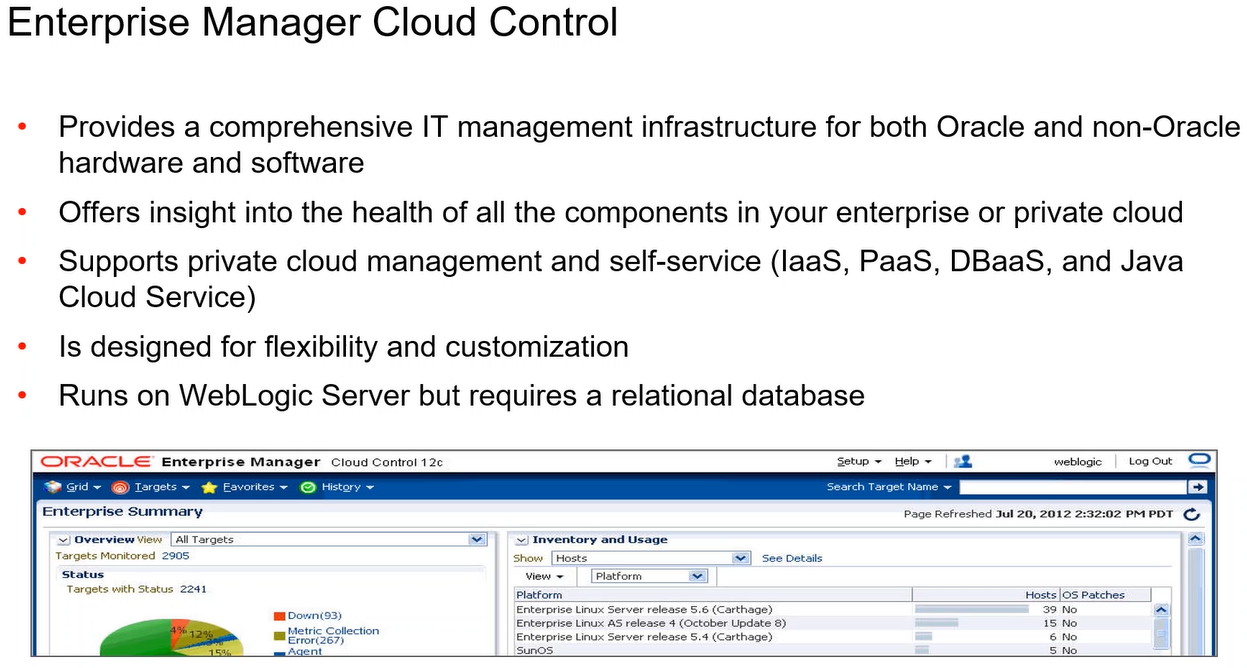 Enterprise Manager Cloud Control
• Provides a comprehensive IT management infrastructure for both Oracle and non-Oracle
hardware and software
• Offers insight into the health of all the components in your enterprise or private cloud
• Supports private cloud management and self-service (IaaS, PaaS, DBaaS, and Java
Cloud Service)
• Is designed for flexibility and customization
• Runs on WebLogic Server but requires a relational database
ORACLE Enterprise Manager Cloud Control 12c
Setup Help weblogic Log Out
Grid Targets Favorites History Search Target Name
Enterprise Summary
Page Refreshed Jul 20, 2012 2:32:02 PM PDT
Overview View All Targets
Targets Monitored 2905
Status
Targets with Status 2241
4% 12%
15%
Down(93)
Metric Collection
Error(267)
Agent
Inventory and Usage
Show Hosts See Details
View Platform
Platform Hosts OS Patches
Enterprise Linux Server release 5.6 (Carthage) 39 No
Enterprise Linux AS release 4 (October Update 8) 15 No
Enterprise Linux Server release 5.4 (Carthage) 6 No
SunOS 5 No